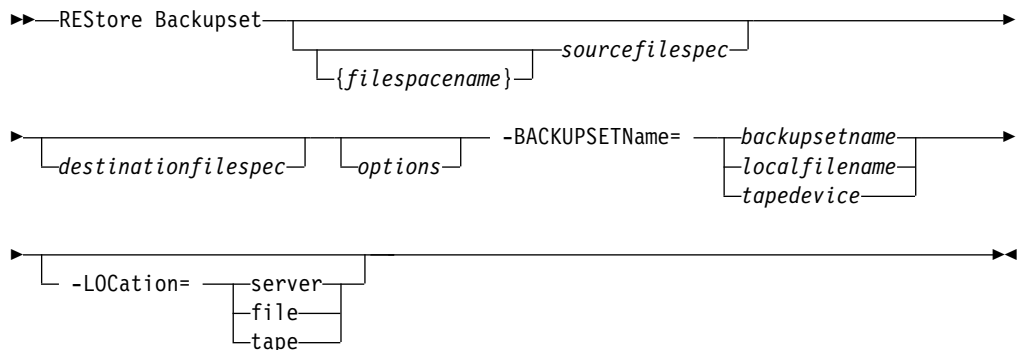 REStore Backupset
sourcefilespec
{filespacename}
-BACKUPSETName= backupsetname
destinationfilespec options localfilename
tapedevice
-LOCation= server
file
tape